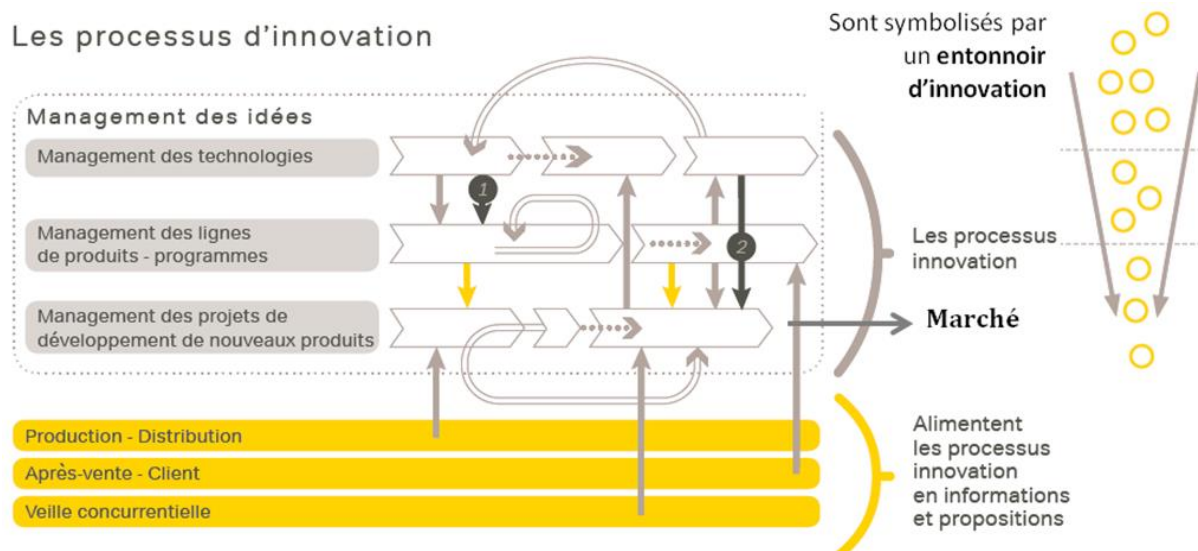 Les processus d'innovation
Sont symbolisés par
un entonnoir
d'innovation
Management des idées
Management des technologies
1
Management des lignes
de produits - programmes
2
Management des projets de
développement de nouveaux produits
Les processus
innovation
Marché
Production - Distribution
Après-vente - Client
Veille concurrentielle
Alimentent
les processus
innovation
en informations
et propositions